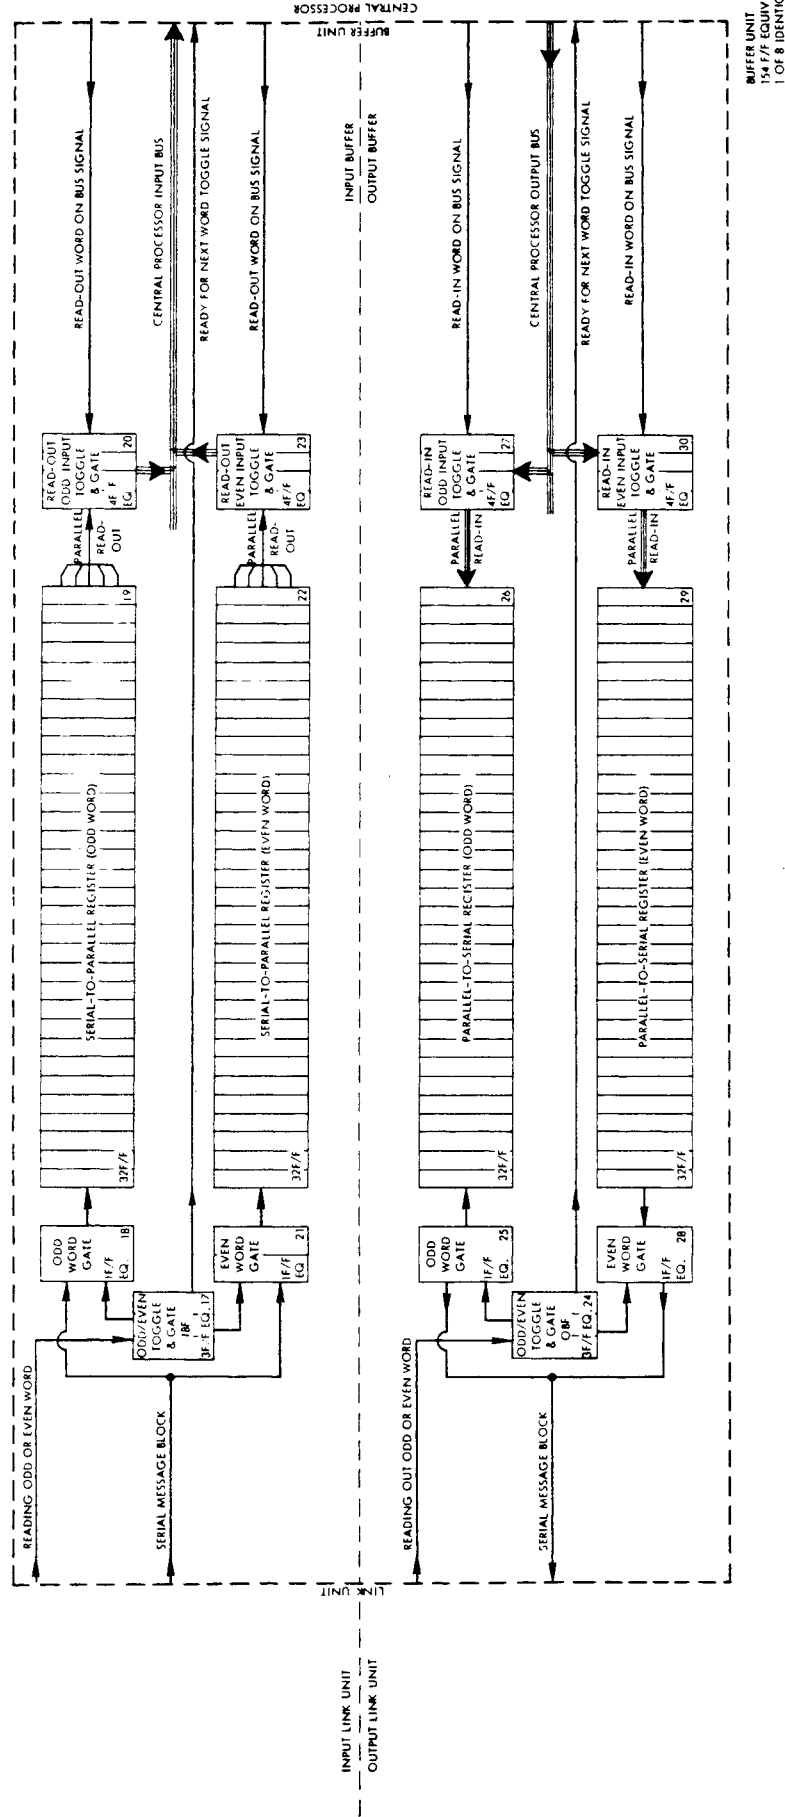 CENTRAL PROCESSOR
BUFFER UNIT
BUFFER UNIT
154 F/F EQUIV
1 OF 8
READ-OUT WORD ON BUS SIGNAL
CENTRAL PROCESSOR INPUT BUS
READY FOR NEXT WORD TOGGLE SIGNAL
READ-OUT WORD ON BUS SIGNAL
INPUT BUFFER
OUTPUT BUFFER
READ-IN WORD ON BUS SIGNAL
CENTRAL PROCESSOR OUTPUT BUS
READY FOR NEXT WORD TOGGLE SIGNAL
READ-IN WORD ON BUS SIGNAL
READ-OUT
ODD INPUT
TOGGLE
& GATE
4F/F
EQ
20
READ-OUT
EVEN INPUT
TOGGLE
& GATE
4F/F
EQ
23
READ-IN
ODD INPUT
TOGGLE
& GATE
4F/F
EQ
27
READ-IN
EVEN INPUT
TOGGLE
& GATE
4F/F
EQ
30
PARALLEL
READ-
OUT
PARALLEL
READ-
OUT
PARALLEL
READ-IN
PARALLEL
READ-IN
19
SERIAL-TO-PARALLEL REGISTER (ODD WORD)
32F/F
22
SERIAL-TO-PARALLEL REGISTER (EVEN WORD)
32F/F
26
PARALLEL-TO-SERIAL REGISTER (ODD WORD)
32F/F
29
PARALLEL-TO-SERIAL REGISTER (EVEN WORD)
32F/F
ODD
WORD
GATE
1F/F
EQ.
18
EVEN
WORD
GATE
1F/F
EQ.
21
ODD
WORD
GATE
1F/F
EQ.
25
EVEN
WORD
GATE
1F/F
EQ.
28
ODD/EVEN
TOGGLE
& GATE
IBF
3F/F EQ. 17
ODD/EVEN
TOGGLE
& GATE
OBF
3F/F EQ. 24
READING ODD OR EVEN WORD
SERIAL MESSAGE BLOCK
READING OUT ODD OR EVEN WORD
SERIAL MESSAGE BLOCK
LINK UNIT
INPUT LINK UNIT
OUTPUT LINK UNIT